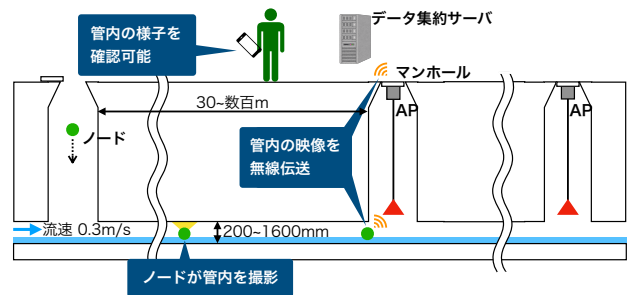 管内の様子を
確認可能
データ集約サーバ
マンホール
30~数百m
AP
AP
ノード
管内の映像を
無線伝送
流速 0.3m/s
200~1600mm
ノードが管内を撮影